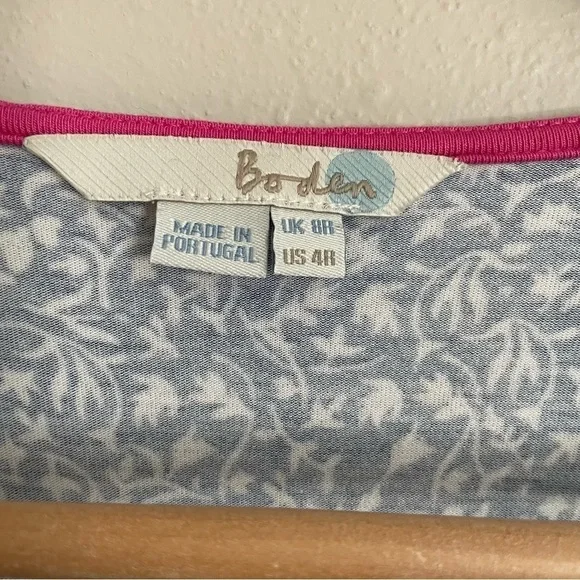 Boden
MADE IN
PORTUGAL
UK 8R
US 4R